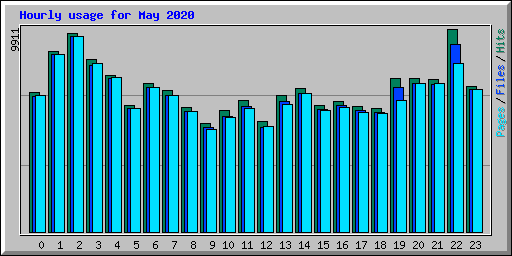 Hourly usage for May 2020
9911
Pages/Files/Hits
0 1 2 3 4 5 6 7 8 9 10 11 12 13 14 15 16 17 18 19 20 21 22 23